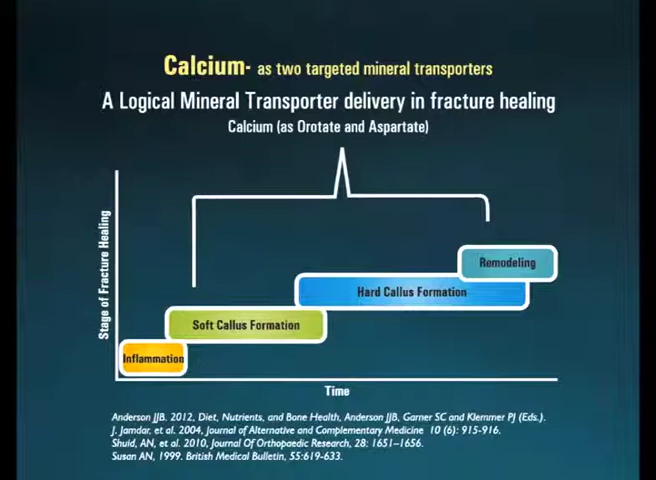 Calcium- as two targeted mineral transporters
A Logical Mineral Transporter delivery in fracture healing
Calcium (as Orotate and Aspartate)
Stage of Fracture Healing
Remodeling
Hard Callus Formation
Soft Callus Formation
Inflammation
Time
Anderson JJB. 2012, Diet, Nutrients, and Bone Health, Anderson JJB, Garner SC and Klemmer PJ (Eds.).
J. Jamdar, et al. 2004, Journal of Alternative and Complementary Medicine 10 (6): 915-916.
Shuid, AN, et al. 2010, Journal Of Orthopaedic Research, 28: 1651–1656.
Susan AN, 1999. British Medical Bulletin, 55:619-633.